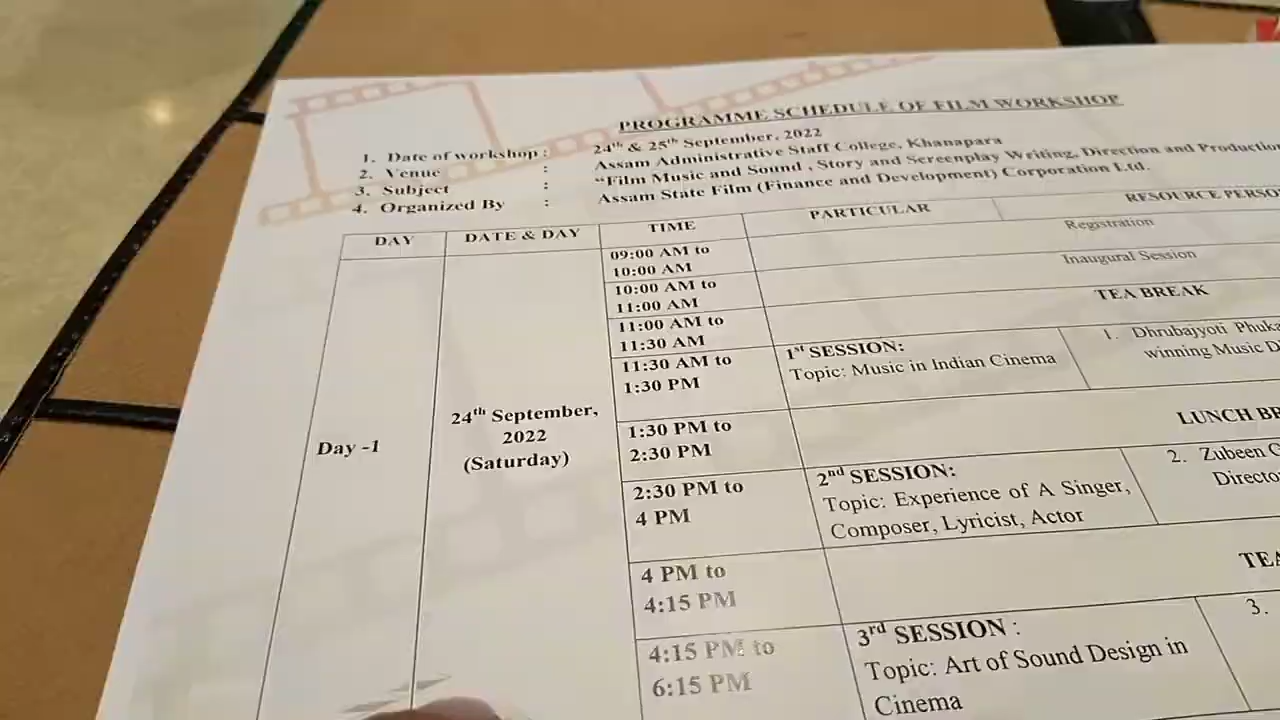 PROGRAMME SCHEDULE OF FILM WORKSHOP
1. Date of workshop : 24th & 25th September, 2022
2. Venue : Assam Administrative Staff College, Khanapara
3. Subject : "Film Music and Sound , Story and Screenplay Writing, Direction and Production
4. Organized By : Assam State Film (Finance and Development) Corporation Ltd.
DAY DATE & DAY TIME PARTICULAR RESOURCE
09:00 AM to
10:00 AM
Registration
10:00 AM to
11:00 AM
Inaugural Session
11:00 AM to
11:30 AM
TEA BREAK
11:30 AM to
1:30 PM
1st SESSION:
Topic: Music in Indian Cinema
1. Dhrubajyoti
winning Music
Day -1
24th September,
2022
(Saturday)
1:30 PM to
2:30 PM
LUNCH
2:30 PM to
4 PM
2nd SESSION:
Topic: Experience of A Singer,
Composer, Lyricist, Actor
2. Zubeen
4 PM to
4:15 PM
TEA
4:15 PM to
6:15 PM
3rd SESSION :
Topic: Art of Sound Design in
Cinema
3.